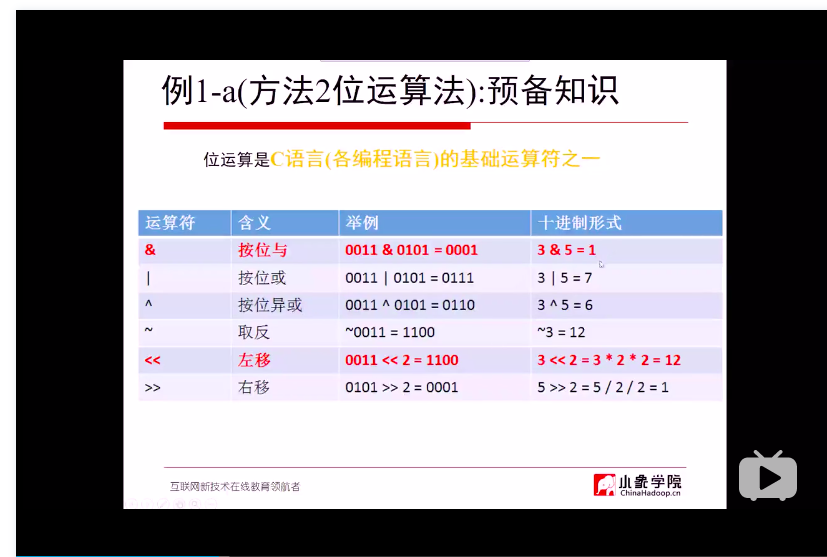 例1-a(方法2位运算法):预备知识
位运算是C语言(各编程语言)的基础运算符之一
运算符 含义 举例 十进制形式
& 按位与 0011 & 0101 = 0001 3 & 5 = 1
| 按位或 0011 | 0101 = 0111 3 | 5 = 7
^ 按位异或 0011 ^ 0101 = 0110 3 ^ 5 = 6
~ 取反 ~0011 = 1100 ~3 = 12
<< 左移 0011 << 2 = 1100 3 << 2 = 3 * 2 * 2 = 12
>> 右移 0101 >> 2 = 0001 5 >> 2 = 5 / 2 / 2 = 1
互联网新技术在线教育领航者
小象学院
ChinaHadoop.cn